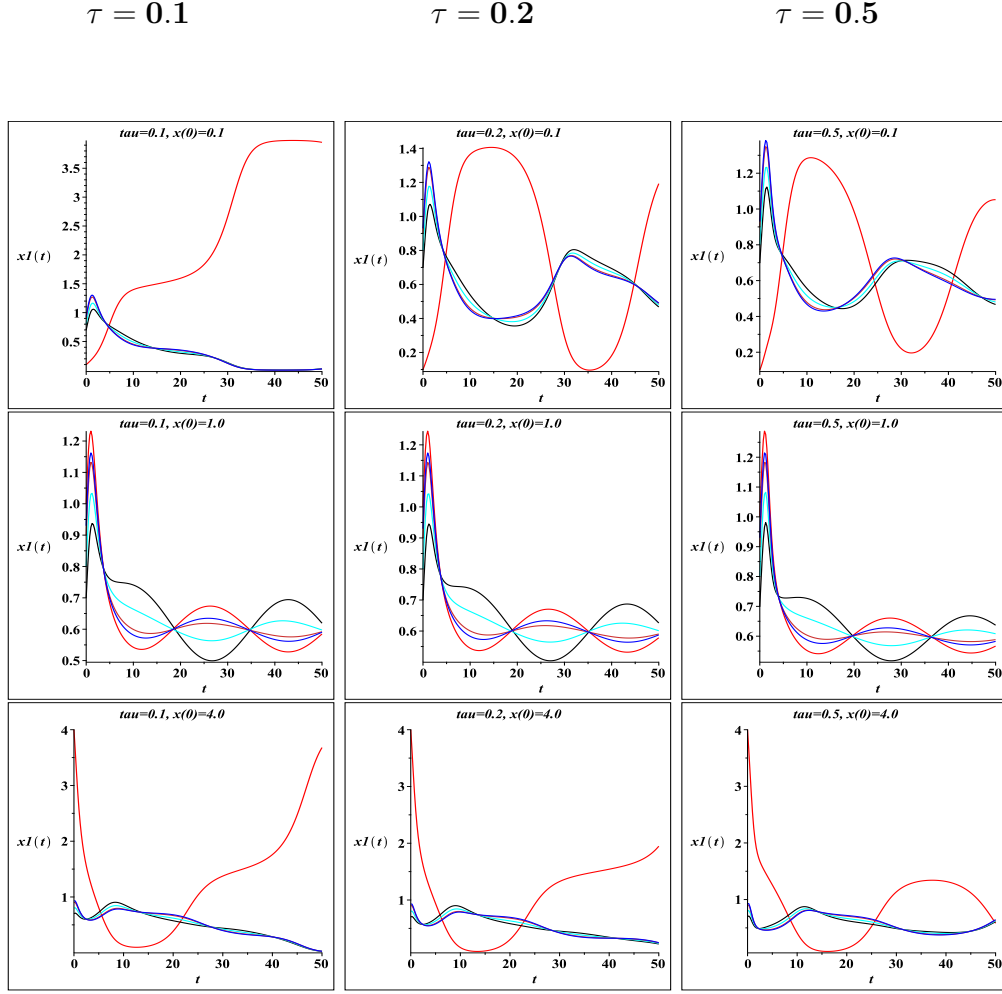 τ = 0.1 τ = 0.2 τ = 0.5
tau=0.1, x(0)=0.1
3.5
3
2.5
x1(t) 2
1.5
1
0.5
0 10 20 30 40 50
t
tau=0.2, x(0)=0.1
1.4
1.2
1.0
x1(t) 0.8
0.6
0.4
0.2
0 10 20 30 40 50
t
tau=0.5, x(0)=0.1
1.2
1.0
x1(t) 0.8
0.6
0.4
0.2
0 10 20 30 40 50
t
tau=0.1, x(0)=1.0
1.2
1.1
1.0
0.9
x1(t)
0.8
0.7
0.6
0.5
0 10 20 30 40 50
t
tau=0.2, x(0)=1.0
1.2
1.1
1.0
0.9
x1(t)
0.8
0.7
0.6
0 10 20 30 40 50
t
tau=0.5, x(0)=1.0
1.2
1.1
1.0
0.9
x1(t)
0.8
0.7
0.6
0 10 20 30 40 50
t
tau=0.1, x(0)=4.0
4
3
x1(t) 2
1
0 10 20 30 40 50
t
tau=0.2, x(0)=4.0
4
3
x1(t) 2
1
0 10 20 30 40 50
t
tau=0.5, x(0)=4.0
4
3
x1(t) 2
1
0 10 20 30 40 50
t